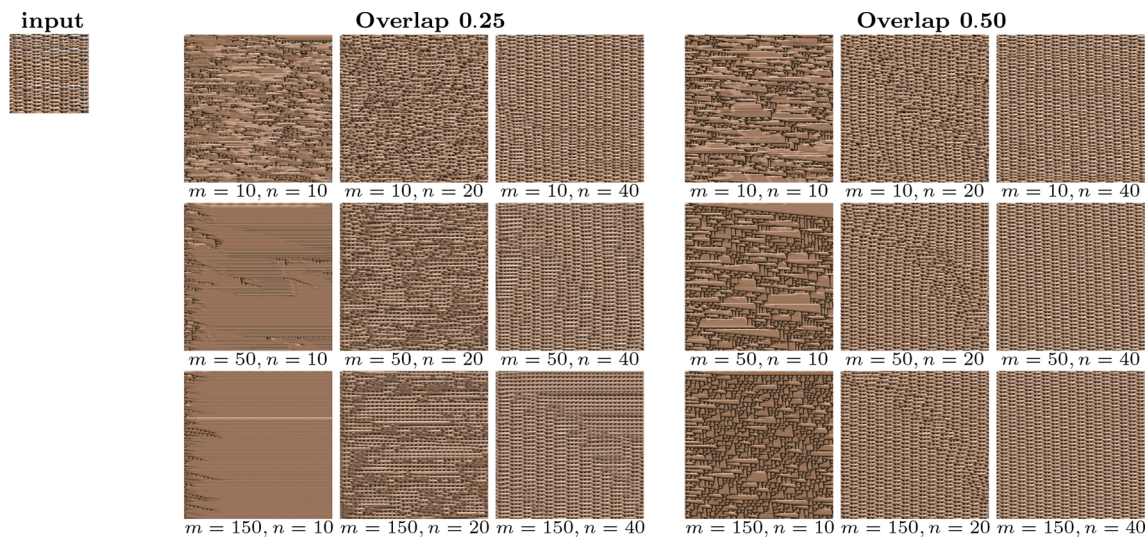 input Overlap 0.25 Overlap 0.50
m = 10, n = 10 m = 10, n = 20 m = 10, n = 40 m = 10, n = 10 m = 10, n = 20 m = 10, n = 40
m = 50, n = 10 m = 50, n = 20 m = 50, n = 40 m = 50, n = 10 m = 50, n = 20 m = 50, n = 40
m = 150, n = 10 m = 150, n = 20 m = 150, n = 40 m = 150, n = 10 m = 150, n = 20 m = 150, n = 40